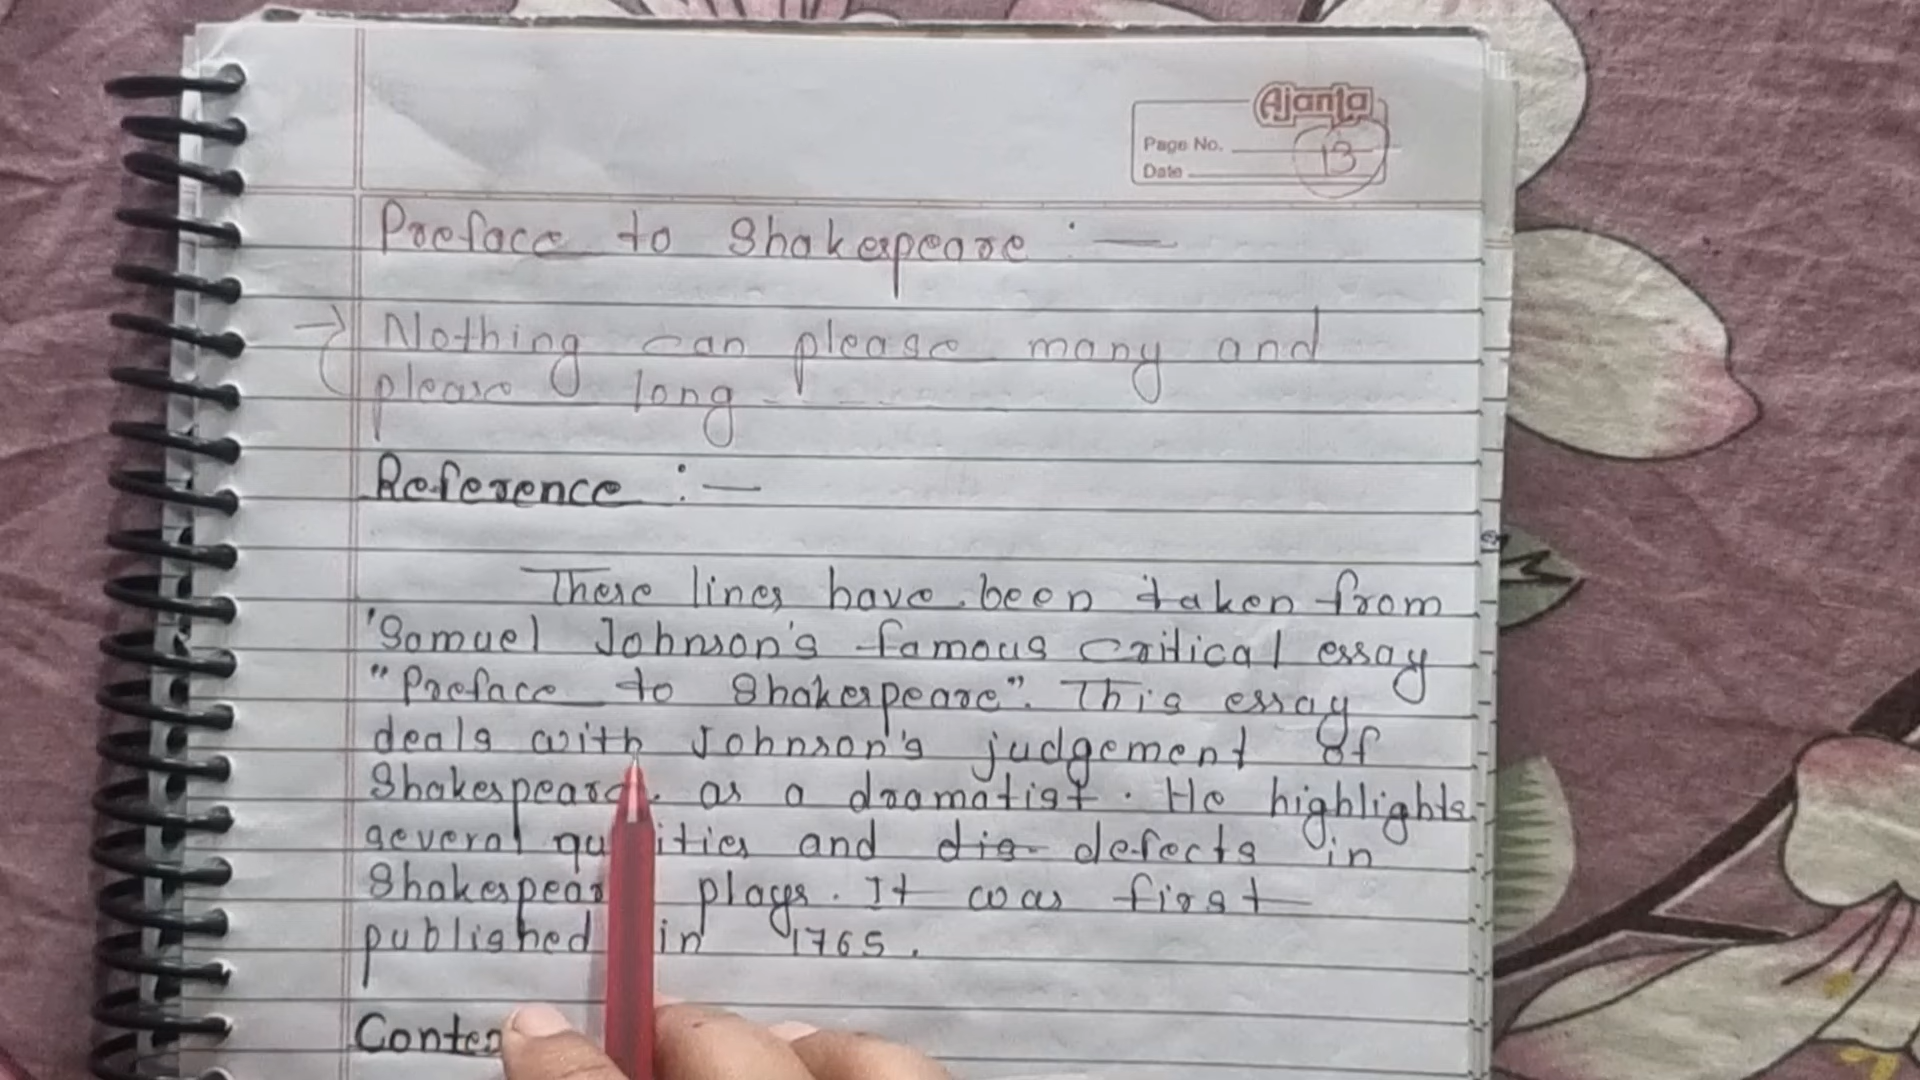 Ajanta
Page No. 13
Date
Preface to Shakespeare :—
→ Nothing can please many and
please long - - - - -
Reference :—
These lines have been taken from
'Samuel Johnson's famous critical essay
"Preface to Shakespeare". This essay
deals with Johnson's judgement of
Shakespeare as a dramatist. He highlights
several and dis- defects in
plays. It was first
published in 1765.